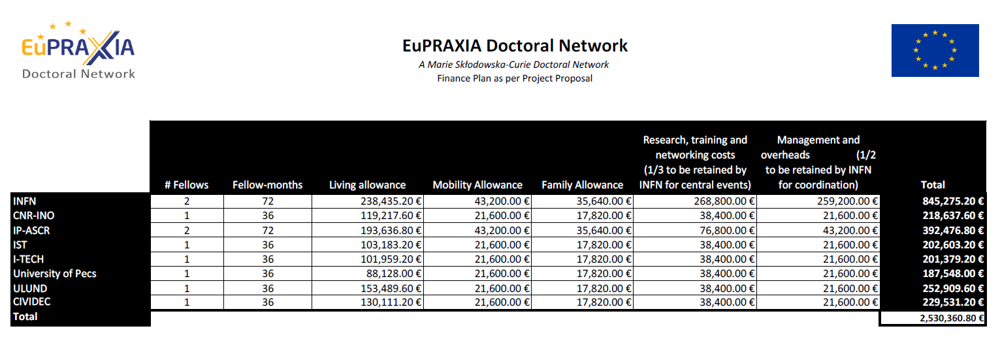 EuPRAXIA
Doctoral Network
EuPRAXIA Doctoral Network
A Marie Skłodowska-Curie Doctoral Network
Finance Plan as per Project Proposal
# Fellows Fellow-months Living allowance Mobility Allowance Family Allowance Research, training and networking costs (1/3 to be retained by INFN for central events) Management and overheads (1/2 to be retained by INFN for coordination) Total
INFN 2 72 238,435.20 € 43,200.00 € 35,640.00 € 268,800.00 € 259,200.00 € 845,275.20 €
CNR-INO 1 36 119,217.60 € 21,600.00 € 17,820.00 € 38,400.00 € 21,600.00 € 218,637.60 €
IP-ASCR 2 72 193,636.80 € 43,200.00 € 35,640.00 € 76,800.00 € 43,200.00 € 392,476.80 €
IST 1 36 103,183.20 € 21,600.00 € 17,820.00 € 38,400.00 € 21,600.00 € 202,603.20 €
I-TECH 1 36 101,959.20 € 21,600.00 € 17,820.00 € 38,400.00 € 21,600.00 € 201,379.20 €
University of Pecs 1 36 88,128.00 € 21,600.00 € 17,820.00 € 38,400.00 € 21,600.00 € 187,548.00 €
ULUND 1 36 153,489.60 € 21,600.00 € 17,820.00 € 38,400.00 € 21,600.00 € 252,909.60 €
CIVIDEC 1 36 130,111.20 € 21,600.00 € 17,820.00 € 38,400.00 € 21,600.00 € 229,531.20 €
Total 2,530,360.80 €